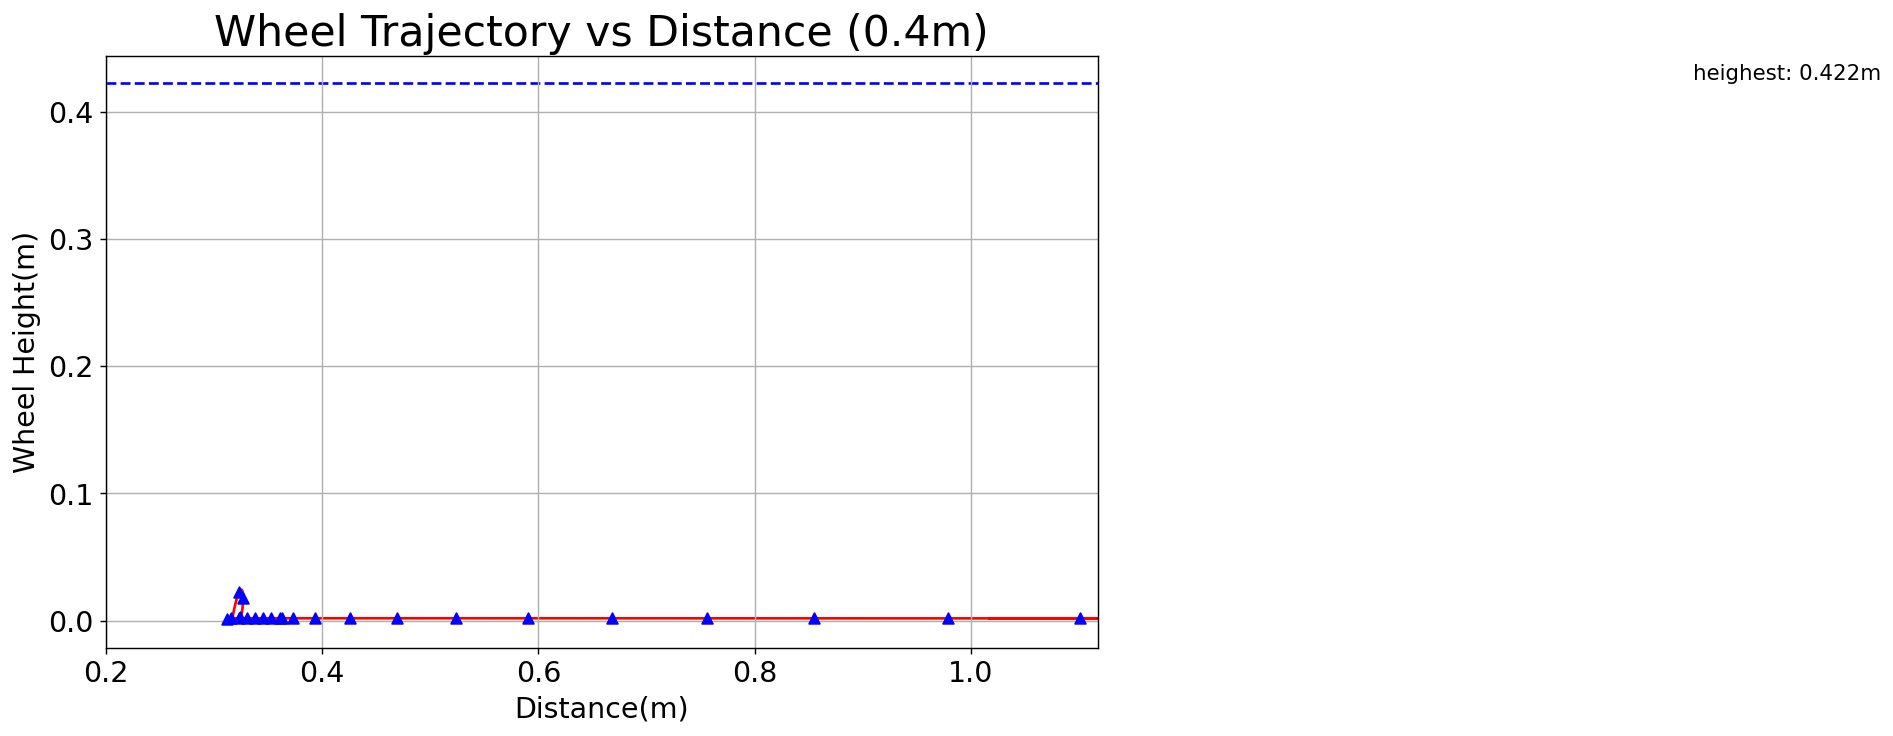 Wheel Trajectory vs Distance (0.4m)
heighest: 0.422m
Wheel Height(m)
0.4
0.3
0.2
0.1
0.0
0.2 0.4 0.6 0.8 1.0
Distance(m)